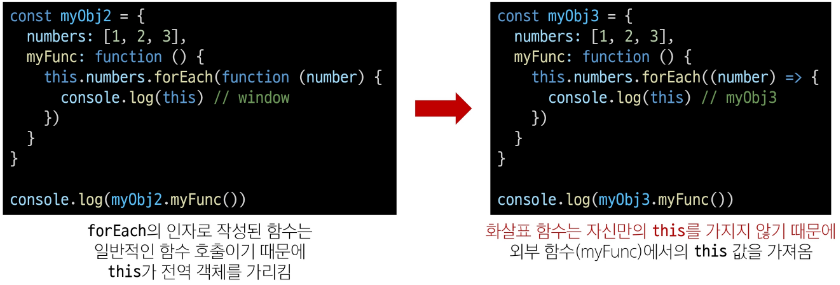 const myObj2 = {
  numbers: [1, 2, 3],
  myFunc: function () {
    this.numbers.forEach(function (number) {
      console.log(this) // window
    })
  }
}

console.log(myObj2.myFunc())
forEach의 인자로 작성된 함수는
일반적인 함수 호출이기 때문에
this가 전역 객체를 가리킴
const myObj3 = {
  numbers: [1, 2, 3],
  myFunc: function () {
    this.numbers.forEach((number) => {
      console.log(this) // myObj3
    })
  }
}

console.log(myObj3.myFunc())
화살표 함수는 자신만의 this를 가지지 않기 때문에
외부 함수(myFunc)에서의 this 값을 가져옴